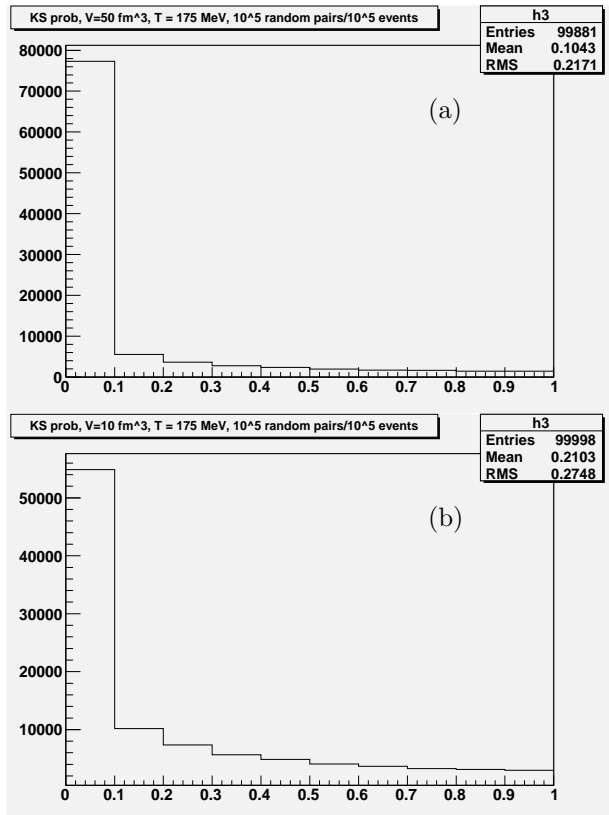 KS prob, V=50 fm^3, T = 175 MeV, 10^5 random pairs/10^5 events
h3
Entries 99881
Mean 0.1043
RMS 0.2171
(a)
80000
70000
60000
50000
40000
30000
20000
10000
0
0 0.1 0.2 0.3 0.4 0.5 0.6 0.7 0.8 0.9 1
KS prob, V=10 fm^3, T = 175 MeV, 10^5 random pairs/10^5 events
h3
Entries 99998
Mean 0.2103
RMS 0.2748
(b)
50000
40000
30000
20000
10000
0 0.1 0.2 0.3 0.4 0.5 0.6 0.7 0.8 0.9 1